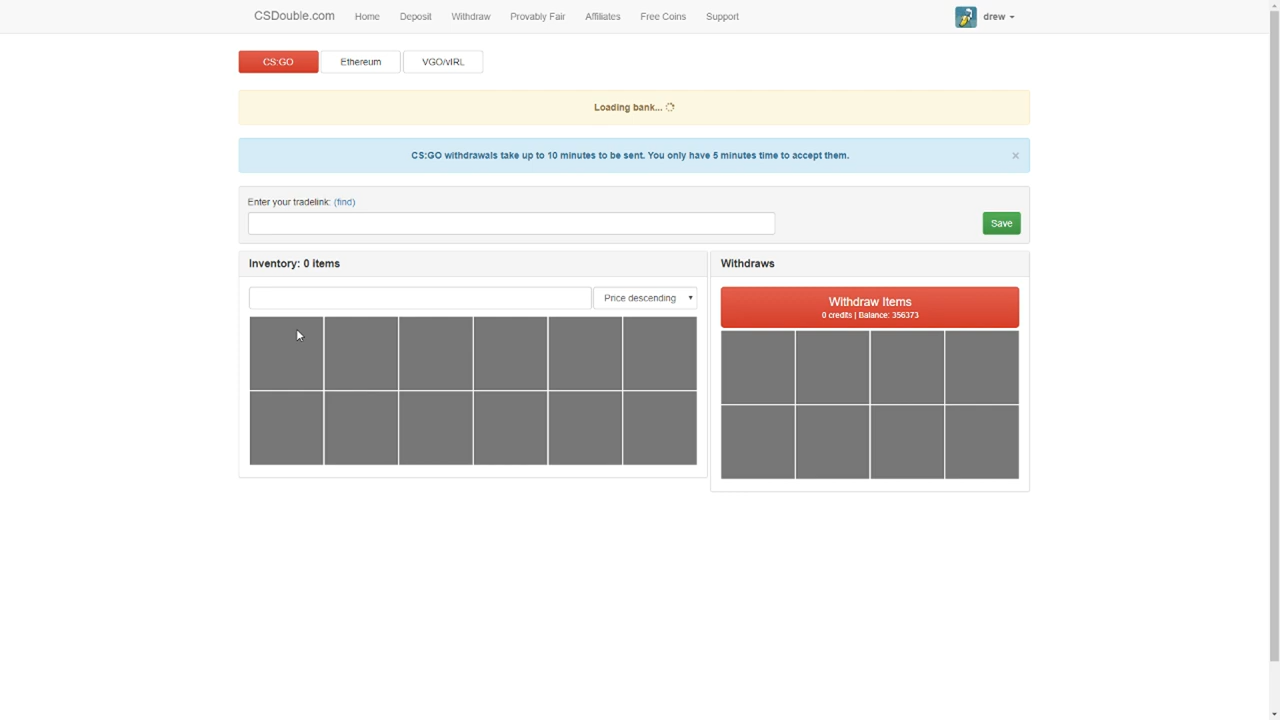 CSDouble.com Home Deposit Withdraw Provably Fair Affiliates Free Coins Support drew
CS:GO Ethereum VGO/vIRL
Loading bank...
CS:GO withdrawals take up to 10 minutes to be sent. You only have 5 minutes time to accept them. ×
Enter your tradelink: (find)
Save
Inventory: 0 items
Withdraws
Price descending
Withdraw Items
0 credits | Balance: 356373